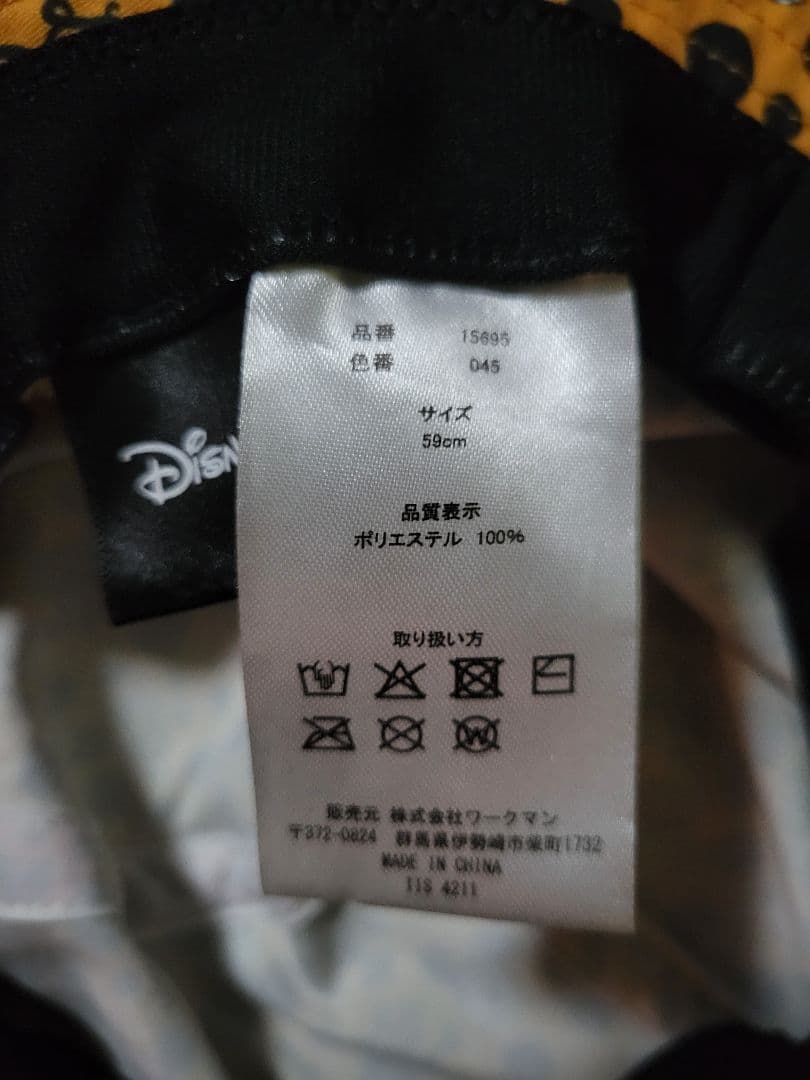 品番 15695
色番 045
サイズ
59cm
品質表示
ポリエステル 100%
取り扱い方
W
販売元 株式会社ワークマン
〒372-0824 群馬県伊勢崎市柴町1732
MADE IN CHINA
IIS 4211